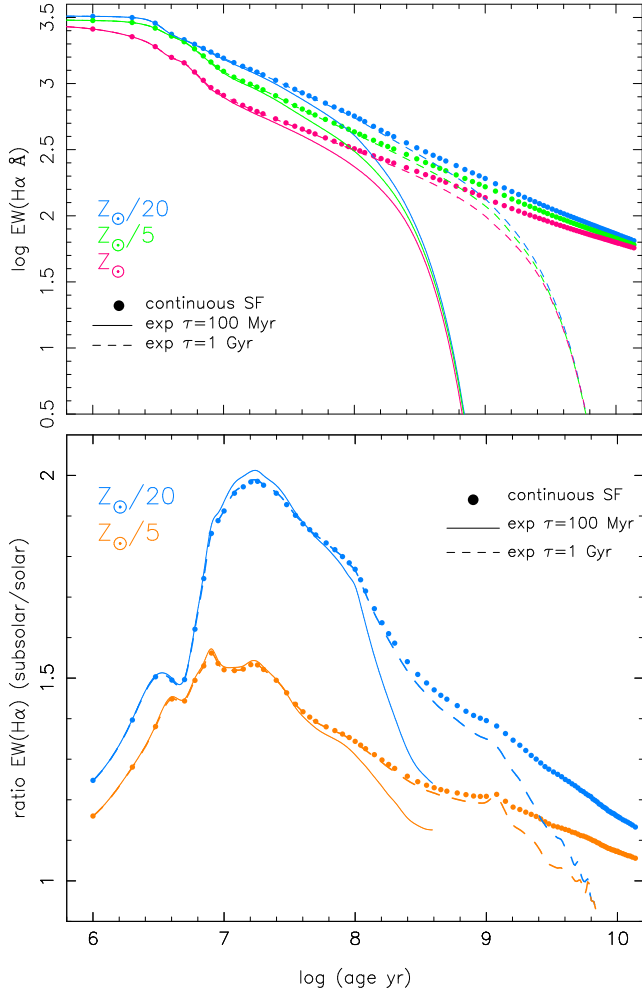 3.5
3
2.5
2
1.5
1
0.5
log EW(Hα Å)
Z⊙/20
Z⊙/5
Z⊙
continuous SF
exp τ=100 Myr
exp τ=1 Gyr
2
1.5
1
ratio EW(Hα) (subsolar/solar)
Z⊙/20
Z⊙/5
continuous SF
exp τ=100 Myr
exp τ=1 Gyr
6 7 8 9 10
log (age yr)